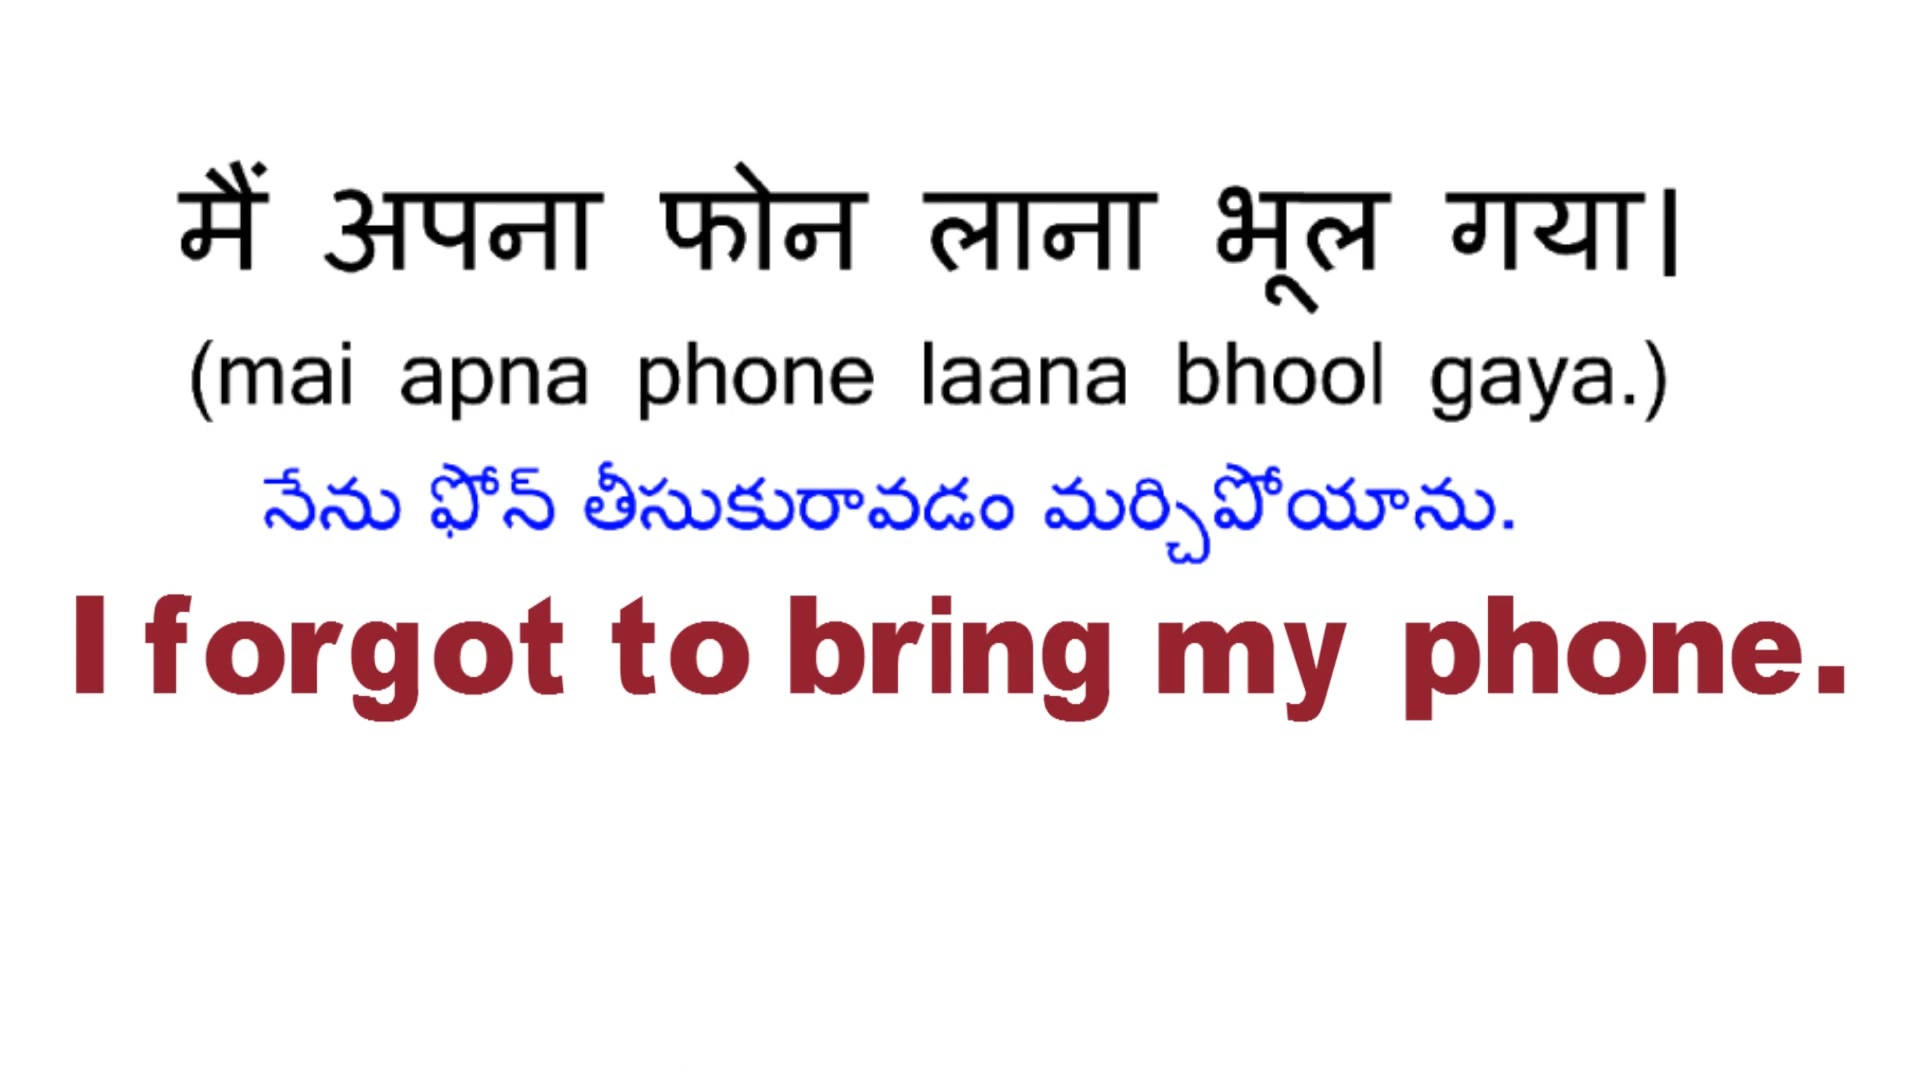 मैं अपना फोन लाना भूल गया।
(mai apna phone laana bhool gaya.)
నేను ఫోన్ తీసుకురావడం మర్చిపోయాను.
I forgot to bring my phone.